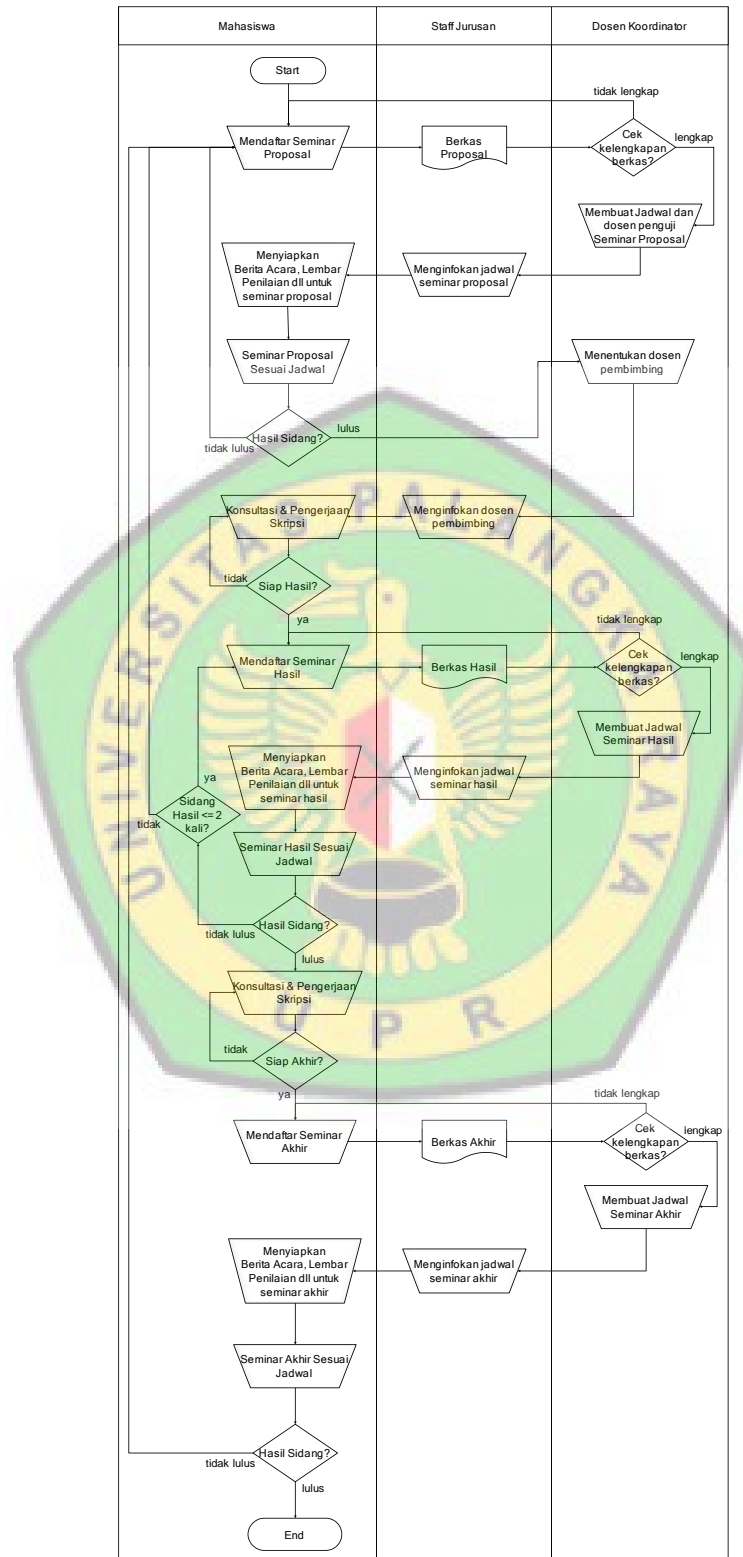 Mahasiswa
Staff Jurusan
Dosen Koordinator
Start
tidak lengkap
Mendaftar Seminar
Proposal
Berkas
Proposal
Cek
kelengkapan
berkas?
lengkap
Membuat Jadwal dan
dosen penguji
Seminar Proposal
Menginfokan jadwal
seminar proposal
Menyiapkan
Berita Acara, Lembar
Penilaian dll untuk
seminar proposal
Seminar Proposal
Sesuai Jadwal
Menentukan dosen
pembimbing
Hasil Sidang?
lulus
tidak lulus
Konsultasi & Pengerjaan
Skripsi
Menginfokan dosen
pembimbing
Siap Hasil?
tidak
ya
tidak lengkap
Mendaftar Seminar
Hasil
Berkas Hasil
Cek
kelengkapan
berkas?
lengkap
Membuat Jadwal
Seminar Hasil
Menginfokan jadwal
seminar hasil
Menyiapkan
Berita Acara, Lembar
Penilaian dll untuk
seminar hasil
ya
Sidang
Hasil <= 2
kali?
tidak
Seminar Hasil Sesuai
Jadwal
Hasil Sidang?
tidak lulus
lulus
Konsultasi & Pengerjaan
Skripsi
Siap Akhir?
tidak
ya
tidak lengkap
Mendaftar Seminar
Akhir
Berkas Akhir
Cek
kelengkapan
berkas?
lengkap
Membuat Jadwal
Seminar Akhir
Menginfokan jadwal
seminar akhir
Menyiapkan
Berita Acara, Lembar
Penilaian dll untuk
seminar akhir
Seminar Akhir Sesuai
Jadwal
Hasil Sidang?
tidak lulus
lulus
End
UNIVERSITAS PALANGKA RAYA
UPR